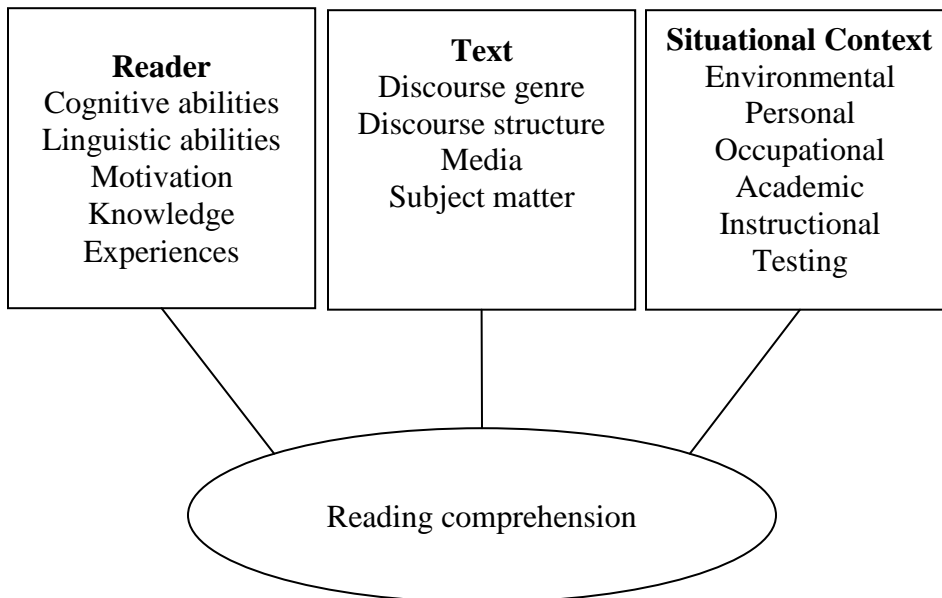 Reader
Cognitive abilities
Linguistic abilities
Motivation
Knowledge
Experiences
Text
Discourse genre
Discourse structure
Media
Subject matter
Situational Context
Environmental
Personal
Occupational
Academic
Instructional
Testing
Reading comprehension